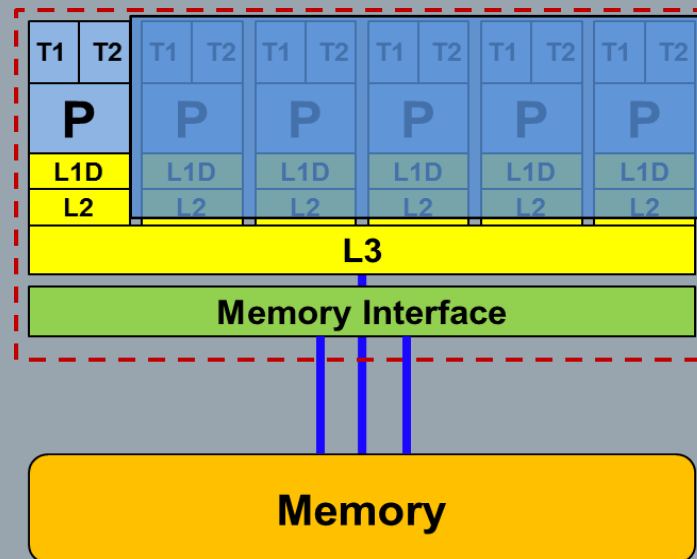 T1 T2 T1 T2 T1 T2 T1 T2 T1 T2 T1 T2
P P P P P P
L1D L1D L1D L1D L1D L1D
L2 L2 L2 L2 L2 L2
L3
Memory Interface
Memory